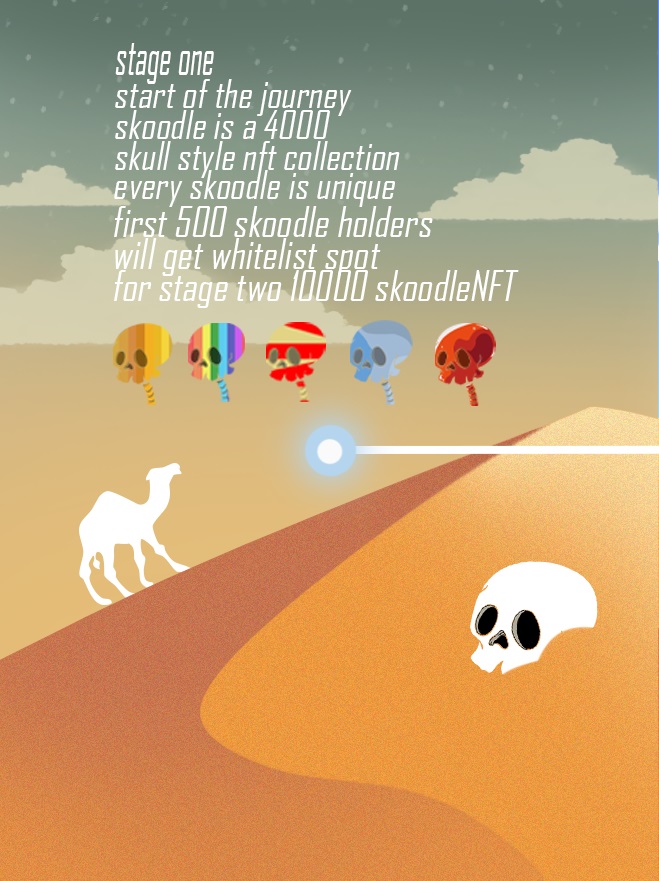 stage one
start of the journey
skoodle is a 4000
skull style nft collection
every skoodle is unique
first 500 skoodle holders
will get whitelist spot
for stage two 10000 skoodleNFT